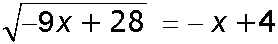 √(-9x + 28) = - x + 4